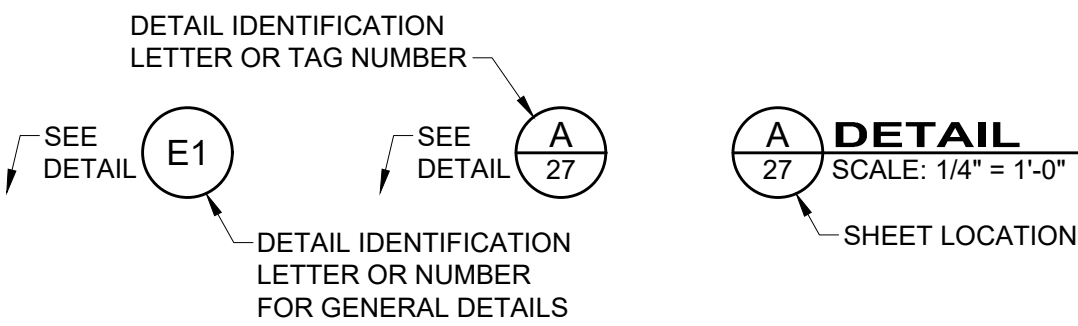 DETAIL IDENTIFICATION
LETTER OR TAG NUMBER
SEE
DETAIL
E1
SEE
DETAIL
A
27
A
27
DETAIL
SCALE: 1/4" = 1'-0"
DETAIL IDENTIFICATION
LETTER OR NUMBER
FOR GENERAL DETAILS
SHEET LOCATION